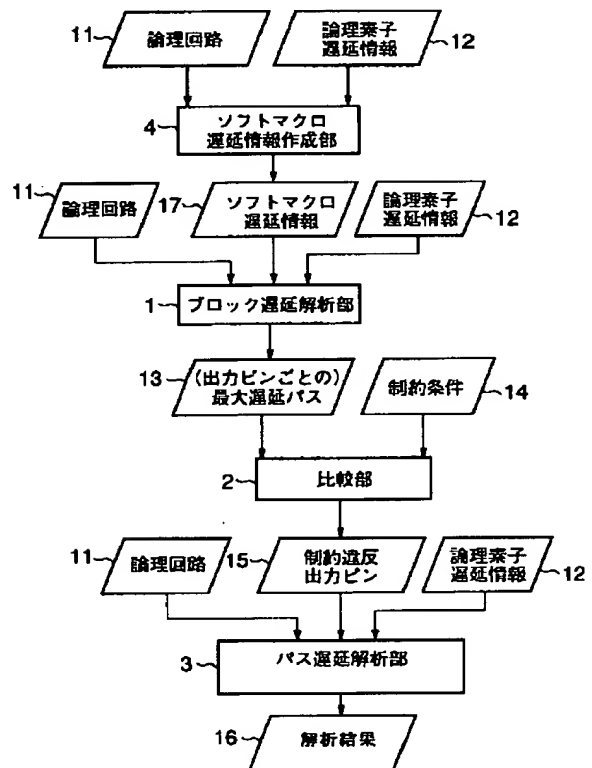 11 論理回路
論理素子
遅延情報 12
4 ソフトマクロ
遅延情報作成部
11 論理回路
17 ソフトマクロ
遅延情報
論理素子
遅延情報 12
1 ブロック遅延解析部
13 (出力ピンごとの)
最大遅延パス
制約条件 14
2 比較部
11 論理回路
15 制約違反
出力ピン
論理素子
遅延情報 12
3 パス遅延解析部
16 解析結果